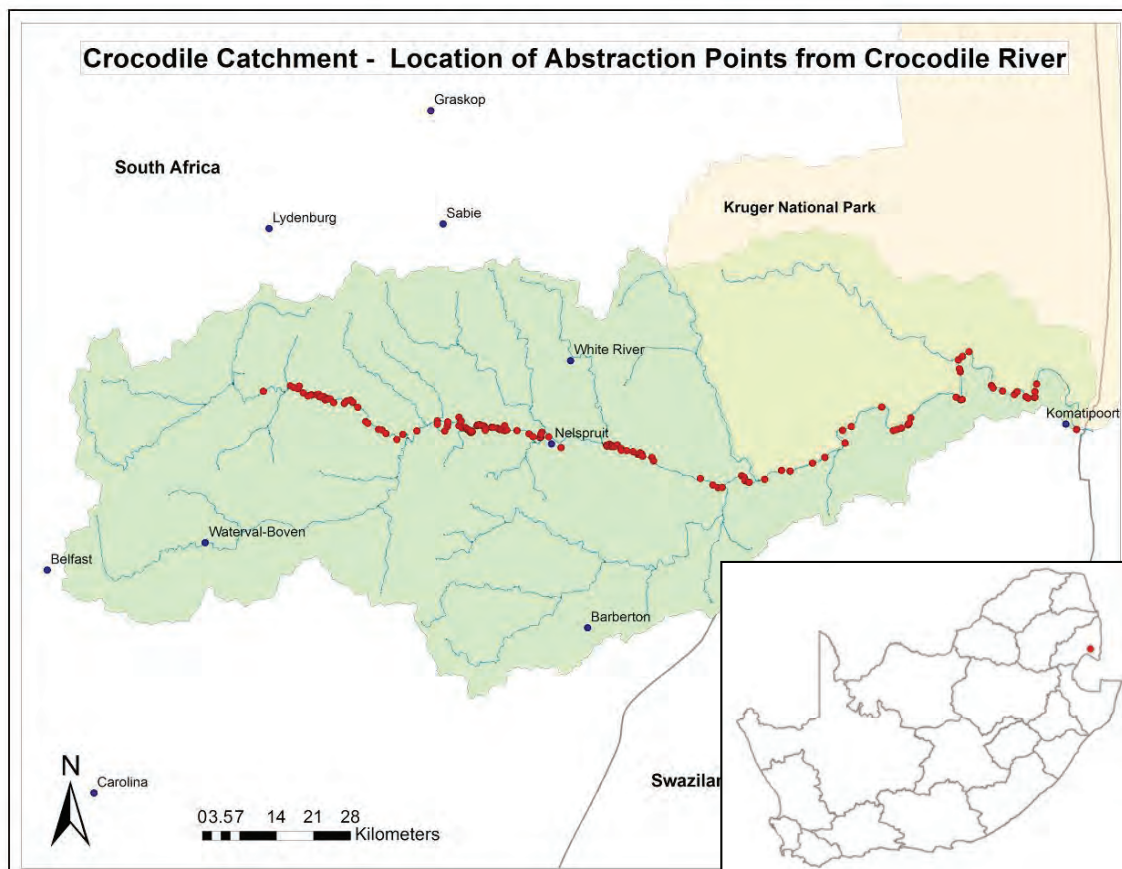 Crocodile Catchment - Location of Abstraction Points from Crocodile River
Graskop
South Africa
Kruger National Park
Lydenburg
Sabie
White River
Komatipoort
Nelspruit
Waterval-Boven
Belfast
Barberton
N
Carolina
Swazilan
03.57 14 21 28
Kilometers